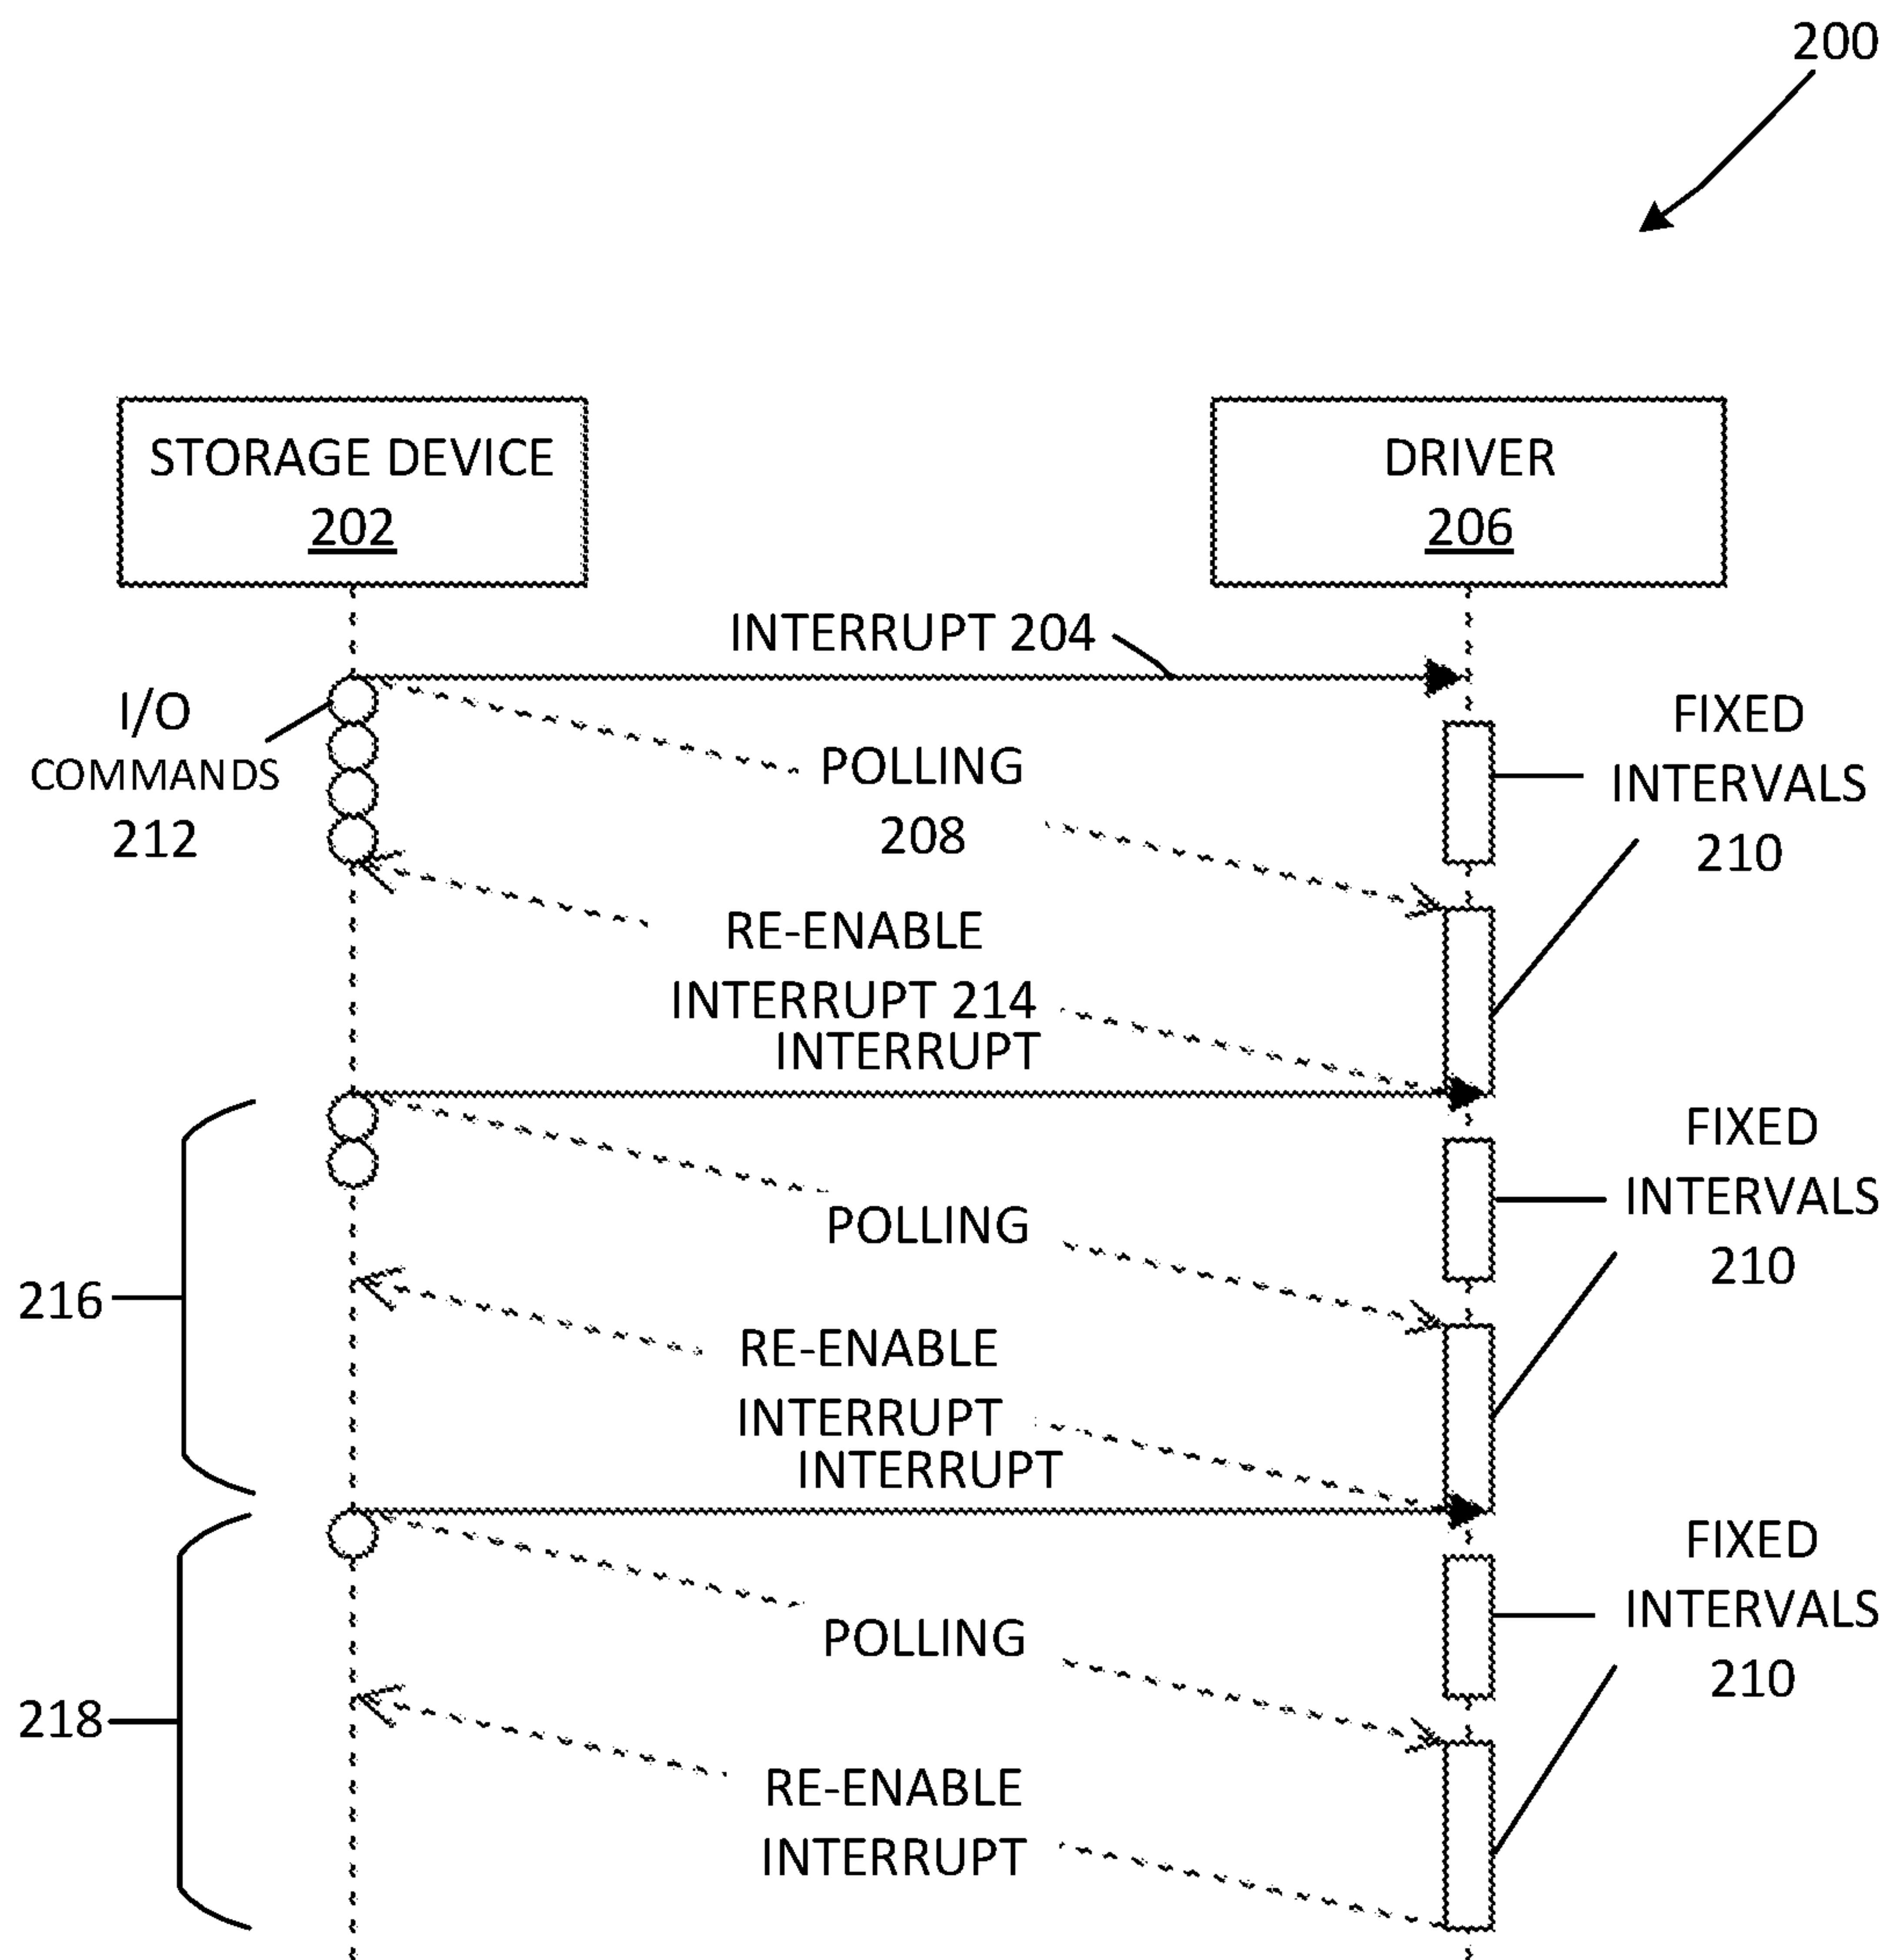 200
STORAGE DEVICE
202
DRIVER
206
INTERRUPT 204
I/O
COMMANDS
212
POLLING
208
FIXED
INTERVALS
210
RE-ENABLE
INTERRUPT 214
INTERRUPT
216
POLLING
FIXED
INTERVALS
210
RE-ENABLE
INTERRUPT
INTERRUPT
218
POLLING
FIXED
INTERVALS
210
RE-ENABLE
INTERRUPT